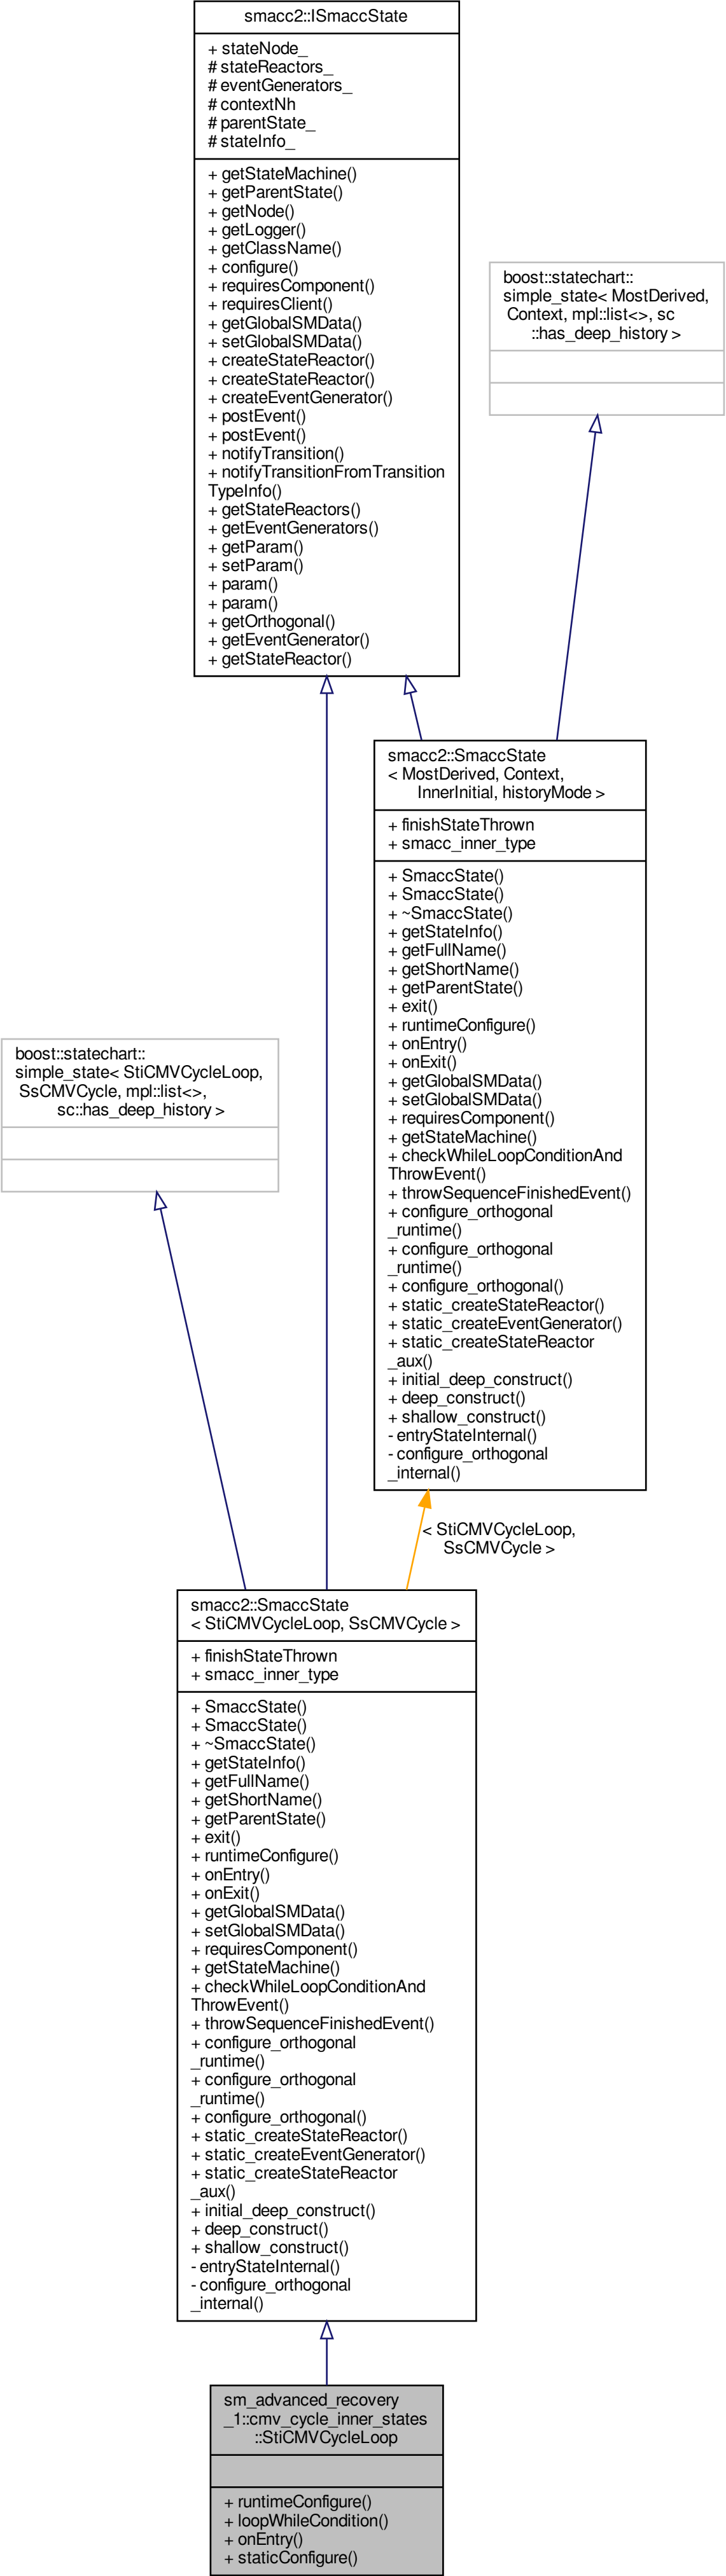 smacc2::ISmaccState
+ stateNode_
# stateReactors_
# eventGenerators_
# contextNh
# parentState_
# stateInfo_
+ getStateMachine()
+ getParentState()
+ getNode()
+ getLogger()
+ getClassName()
+ configure()
+ requiresComponent()
+ requiresClient()
+ getGlobalSMData()
+ setGlobalSMData()
+ createStateReactor()
+ createStateReactor()
+ createEventGenerator()
+ postEvent()
+ postEvent()
+ notifyTransition()
+ notifyTransitionFromTransition
TypeInfo()
+ getStateReactors()
+ getEventGenerators()
+ getParam()
+ setParam()
+ param()
+ param()
+ getOrthogonal()
+ getEventGenerator()
+ getStateReactor()
boost::statechart::
simple_state< MostDerived,
Context, mpl::list<>, sc
::has_deep_history >
smacc2::SmaccState
< MostDerived, Context,
InnerInitial, historyMode >
+ finishStateThrown
+ smacc_inner_type
+ SmaccState()
+ SmaccState()
+ ~SmaccState()
+ getStateInfo()
+ getFullName()
+ getShortName()
+ getParentState()
+ exit()
+ runtimeConfigure()
+ onEntry()
+ onExit()
+ getGlobalSMData()
+ setGlobalSMData()
+ requiresComponent()
+ getStateMachine()
+ checkWhileLoopConditionAnd
ThrowEvent()
+ throwSequenceFinishedEvent()
+ configure_orthogonal
_runtime()
+ configure_orthogonal
_runtime()
+ configure_orthogonal()
+ static_createStateReactor()
+ static_createEventGenerator()
+ static_createStateReactor
_aux()
+ initial_deep_construct()
+ deep_construct()
+ shallow_construct()
- entryStateInternal()
- configure_orthogonal
_internal()
boost::statechart::
simple_state< StiCMVCycleLoop,
SsCMVCycle, mpl::list<>,
sc::has_deep_history >
< StiCMVCycleLoop,
SsCMVCycle >
smacc2::SmaccState
< StiCMVCycleLoop, SsCMVCycle >
+ finishStateThrown
+ smacc_inner_type
+ SmaccState()
+ SmaccState()
+ ~SmaccState()
+ getStateInfo()
+ getFullName()
+ getShortName()
+ getParentState()
+ exit()
+ runtimeConfigure()
+ onEntry()
+ onExit()
+ getGlobalSMData()
+ setGlobalSMData()
+ requiresComponent()
+ getStateMachine()
+ checkWhileLoopConditionAnd
ThrowEvent()
+ throwSequenceFinishedEvent()
+ configure_orthogonal
_runtime()
+ configure_orthogonal
_runtime()
+ configure_orthogonal()
+ static_createStateReactor()
+ static_createEventGenerator()
+ static_createStateReactor
_aux()
+ initial_deep_construct()
+ deep_construct()
+ shallow_construct()
- entryStateInternal()
- configure_orthogonal
_internal()
sm_advanced_recovery
_1::cmv_cycle_inner_states
::StiCMVCycleLoop
+ runtimeConfigure()
+ loopWhileCondition()
+ onEntry()
+ staticConfigure()